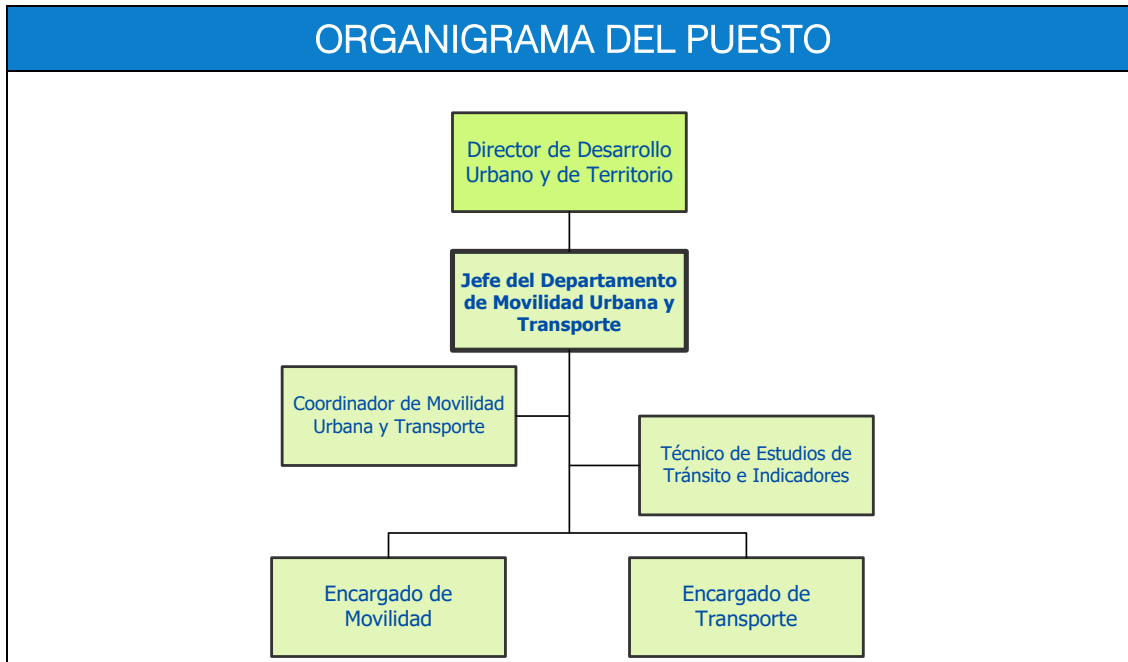 ORGANIGRAMA DEL PUESTO
Director de Desarrollo
Urbano y de Territorio
Jefe del Departamento
de Movilidad Urbana y
Transporte
Coordinador de Movilidad
Urbana y Transporte
Técnico de Estudios de
Tránsito e Indicadores
Encargado de
Movilidad
Encargado de
Transporte